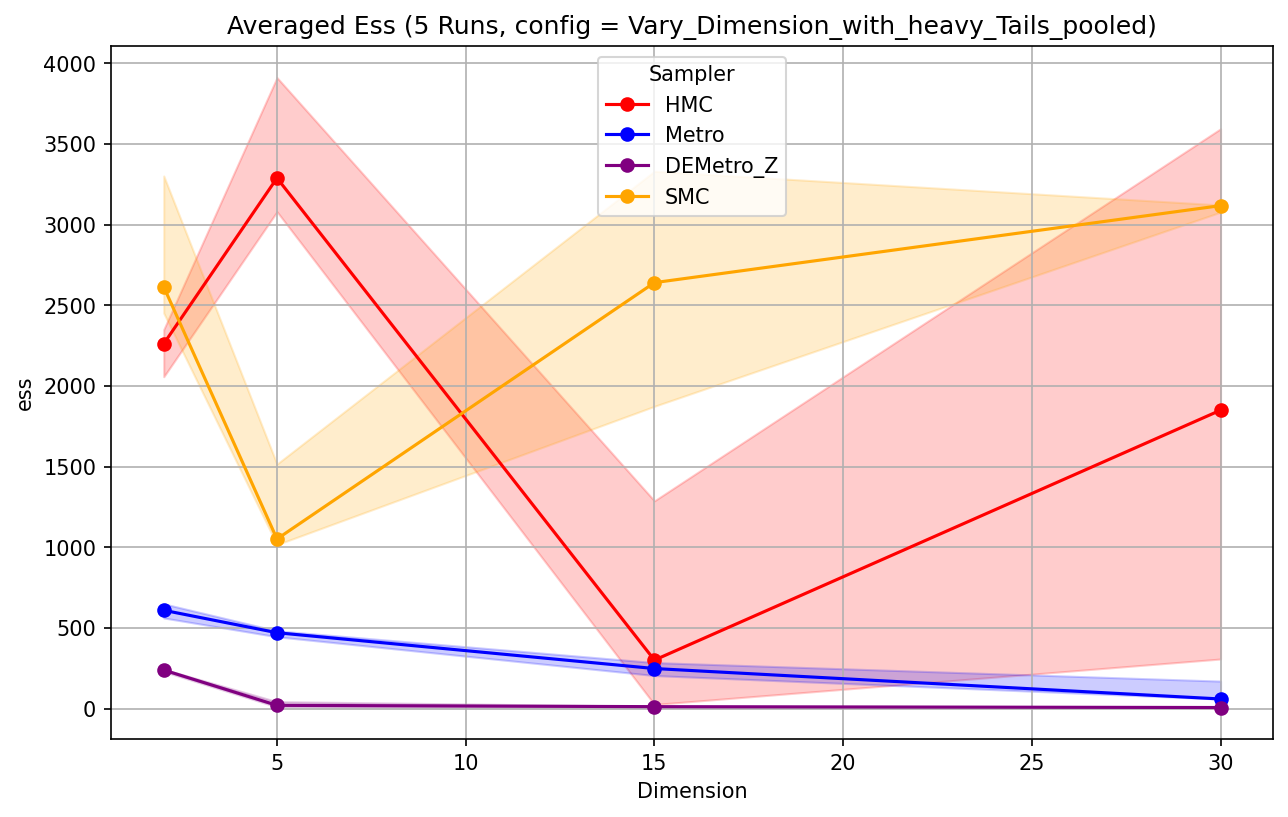 Averaged Ess (5 Runs, config = Vary_Dimension_with_heavy_Tails_pooled)
4000
3500
3000
2500
2000
1500
1000
500
0
ess
Sampler
HMC
Metro
DEMetro_Z
SMC
5
10
15
20
25
30
Dimension